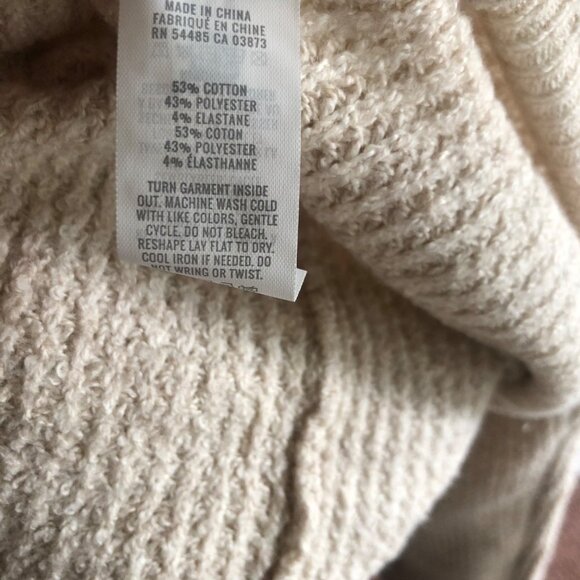 MADE IN CHINA
FABRIQUÉ EN CHINE
RN 54485 CA 03873
53% COTTON
43% POLYESTER
4% ELASTANE
53% COTON
43% POLYESTER
4% ÉLASTHANNE
TURN GARMENT INSIDE
OUT. MACHINE WASH COLD
WITH LIKE COLORS, GENTLE
CYCLE. DO NOT BLEACH.
RESHAPE LAY FLAT TO DRY.
COOL IRON IF NEEDED. DO
NOT WRING OR TWIST.